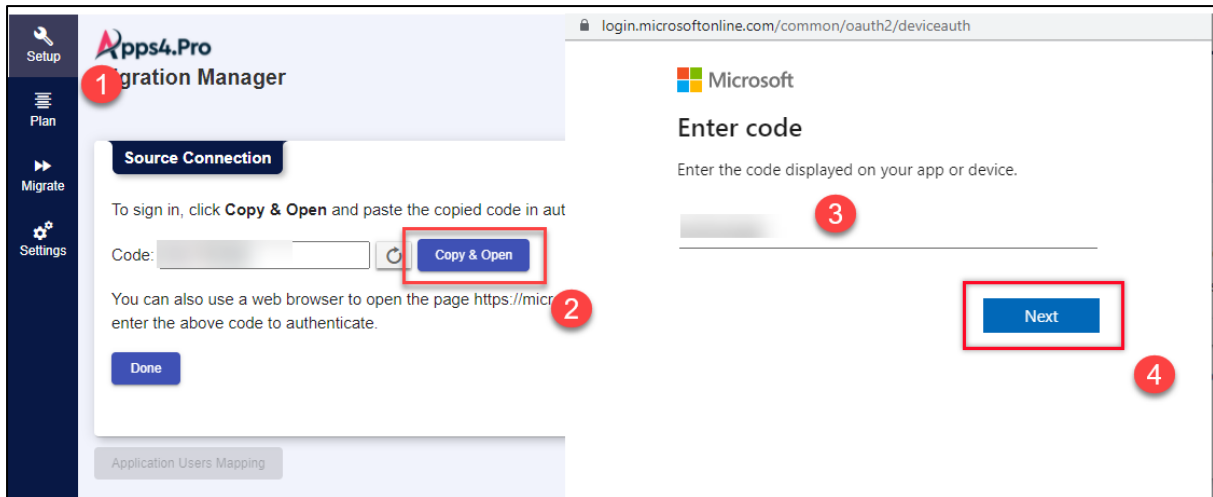 Setup
Plan
Migrate
Settings
1
Apps4.Pro
igration Manager
Source Connection
To sign in, click Copy & Open and paste the copied code in aut
Code:
Copy & Open
2
You can also use a web browser to open the page https://micr
enter the above code to authenticate.
Done
Application Users Mapping
login.microsoftonline.com/common/oauth2/deviceauth
Microsoft
Enter code
Enter the code displayed on your app or device.
3
Next
4